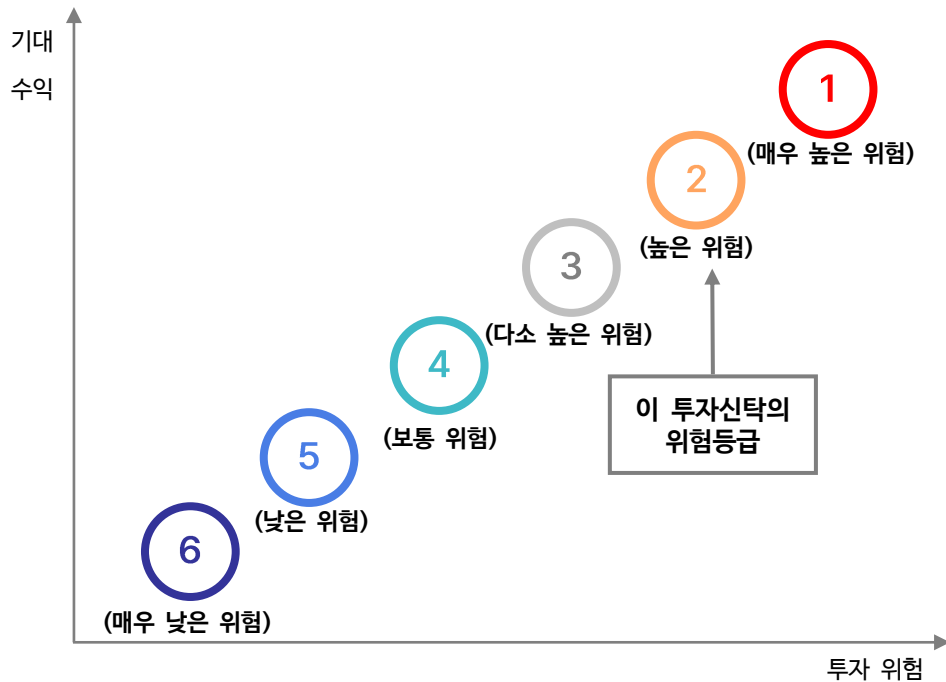 기대
수익
1
(매우 높은 위험)
2
(높은 위험)
3
(다소 높은 위험)
4
(보통 위험)
이 투자신탁의
위험등급
5
(낮은 위험)
6
(매우 낮은 위험)
투자 위험